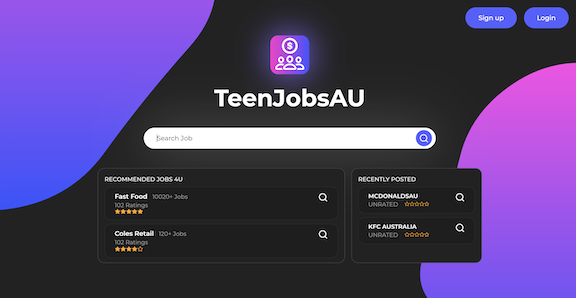 Sign up
Login
$
TeenJobsAU
Search Job
RECOMMENDED JOBS 4U
Fast Food 10020+ Jobs
102 Ratings
Coles Retail 120+ Jobs
102 Ratings
RECENTLY POSTED
MCDONALDSAU
UNRATED
KFC AUSTRALIA
UNRATED